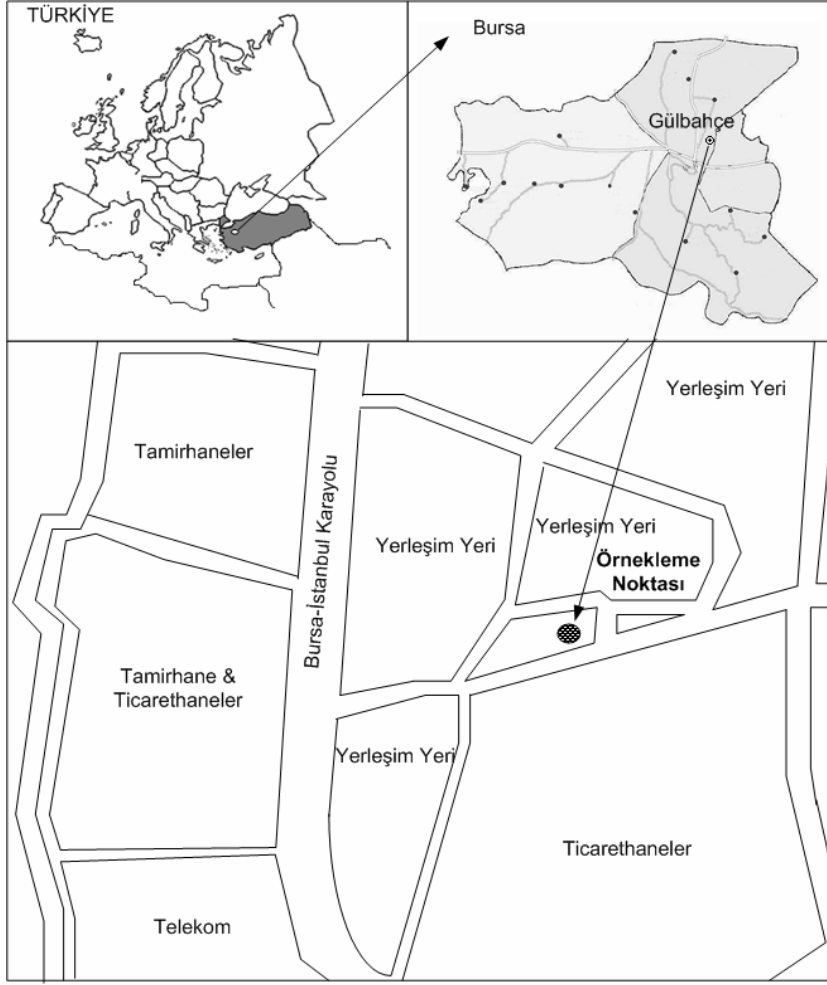 TÜRKİYE
Bursa
Gülbahçe
Yerleşim Yeri
Tamirhaneler
Bursa-İstanbul Karayolu
Yerleşim Yeri
Yerleşim Yeri
Örnekleme
Noktası
Tamirhane &
Ticarethaneler
Yerleşim Yeri
Ticarethaneler
Telekom